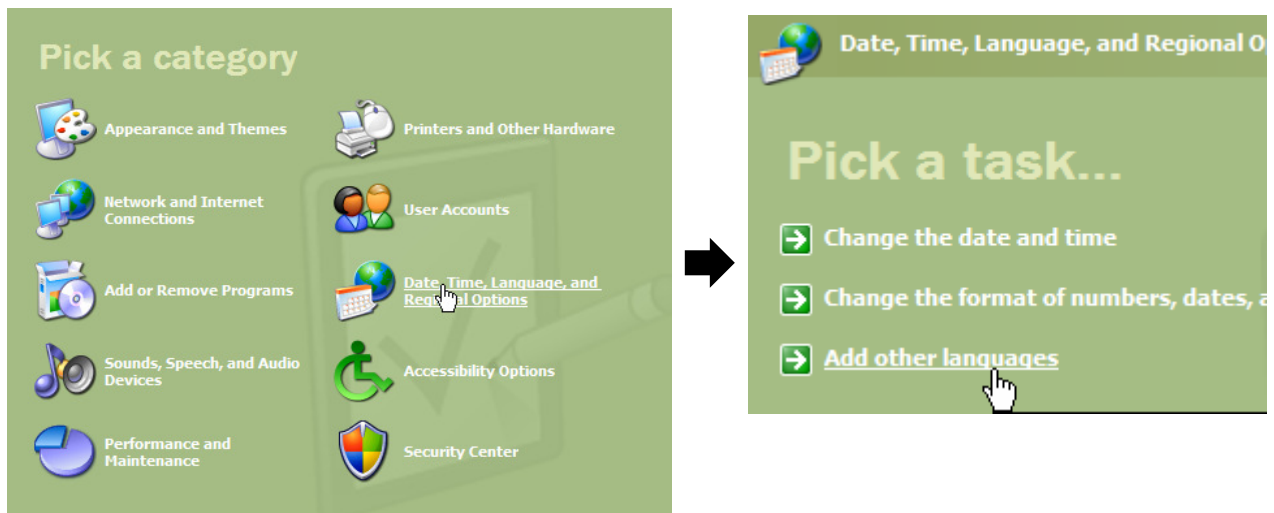 Pick a category
Appearance and Themes
Printers and Other Hardware
Network and Internet
Connections
User Accounts
Add or Remove Programs
Date, Time, Language, and
Regional Options
Sounds, Speech, and Audio
Devices
Accessibility Options
Performance and
Maintenance
Security Center
Date, Time, Language, and Regional O
Pick a task...
Change the date and time
Change the format of numbers, dates, a
Add other languages